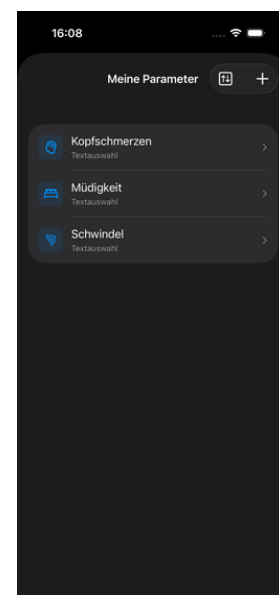 16:08
Meine Parameter
Kopfschmerzen
Textauswahl
Müdigkeit
Textauswahl
Schwindel
Textauswahl